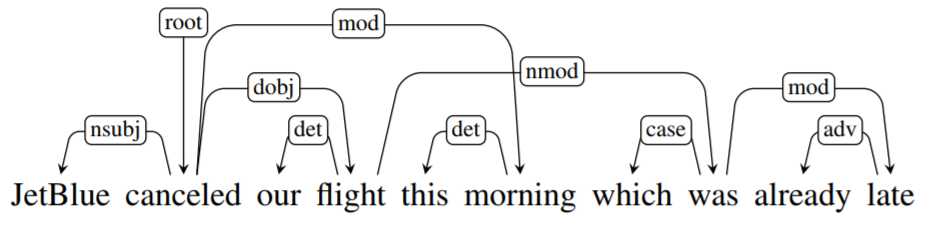 root mod
nmod
dobj mod
nsubj det det case adv
JetBlue canceled our flight this morning which was already late